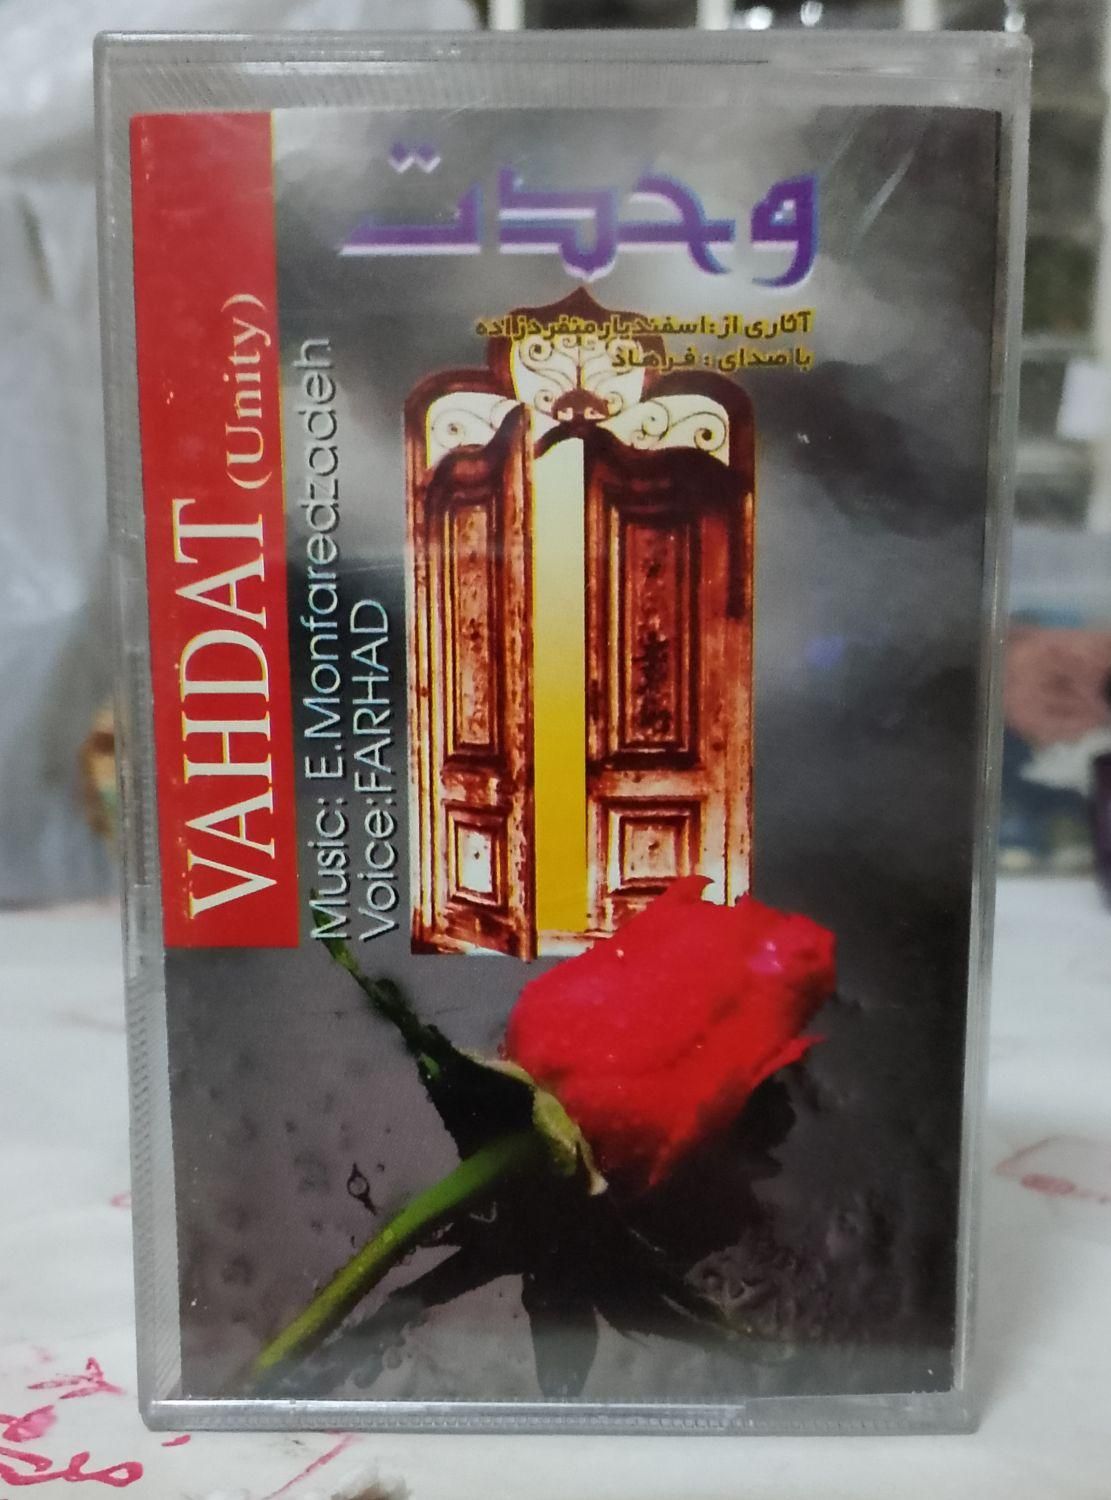 وحدت
آثاری از: اسفندیار منفردزاده
با صدای: فرهاد
VAHDAT (Unity)
Music: E.Monfaredzadeh
Voice:FARHAD